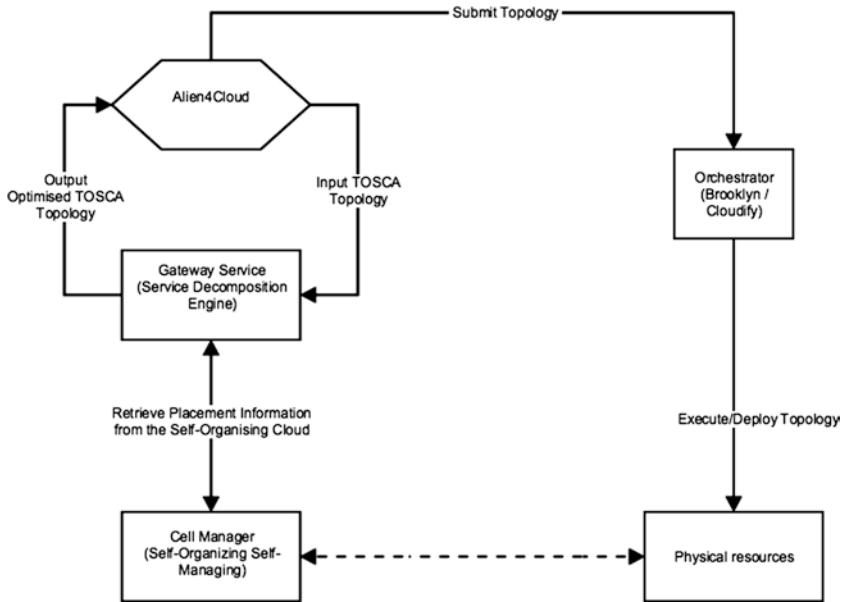 Submit Topology
Alien4Cloud
Output
Optimised TOSCA
Topology
Input TOSCA
Topology
Orchestrator
(Brooklyn /
Cloudify)
Gateway Service
(Service Decomposition
Engine)
Retrieve Placement Information
from the Self-Organising Cloud
Execute/Deploy Topology
Cell Manager
(Self-Organizing Self-
Managing)
Physical resources